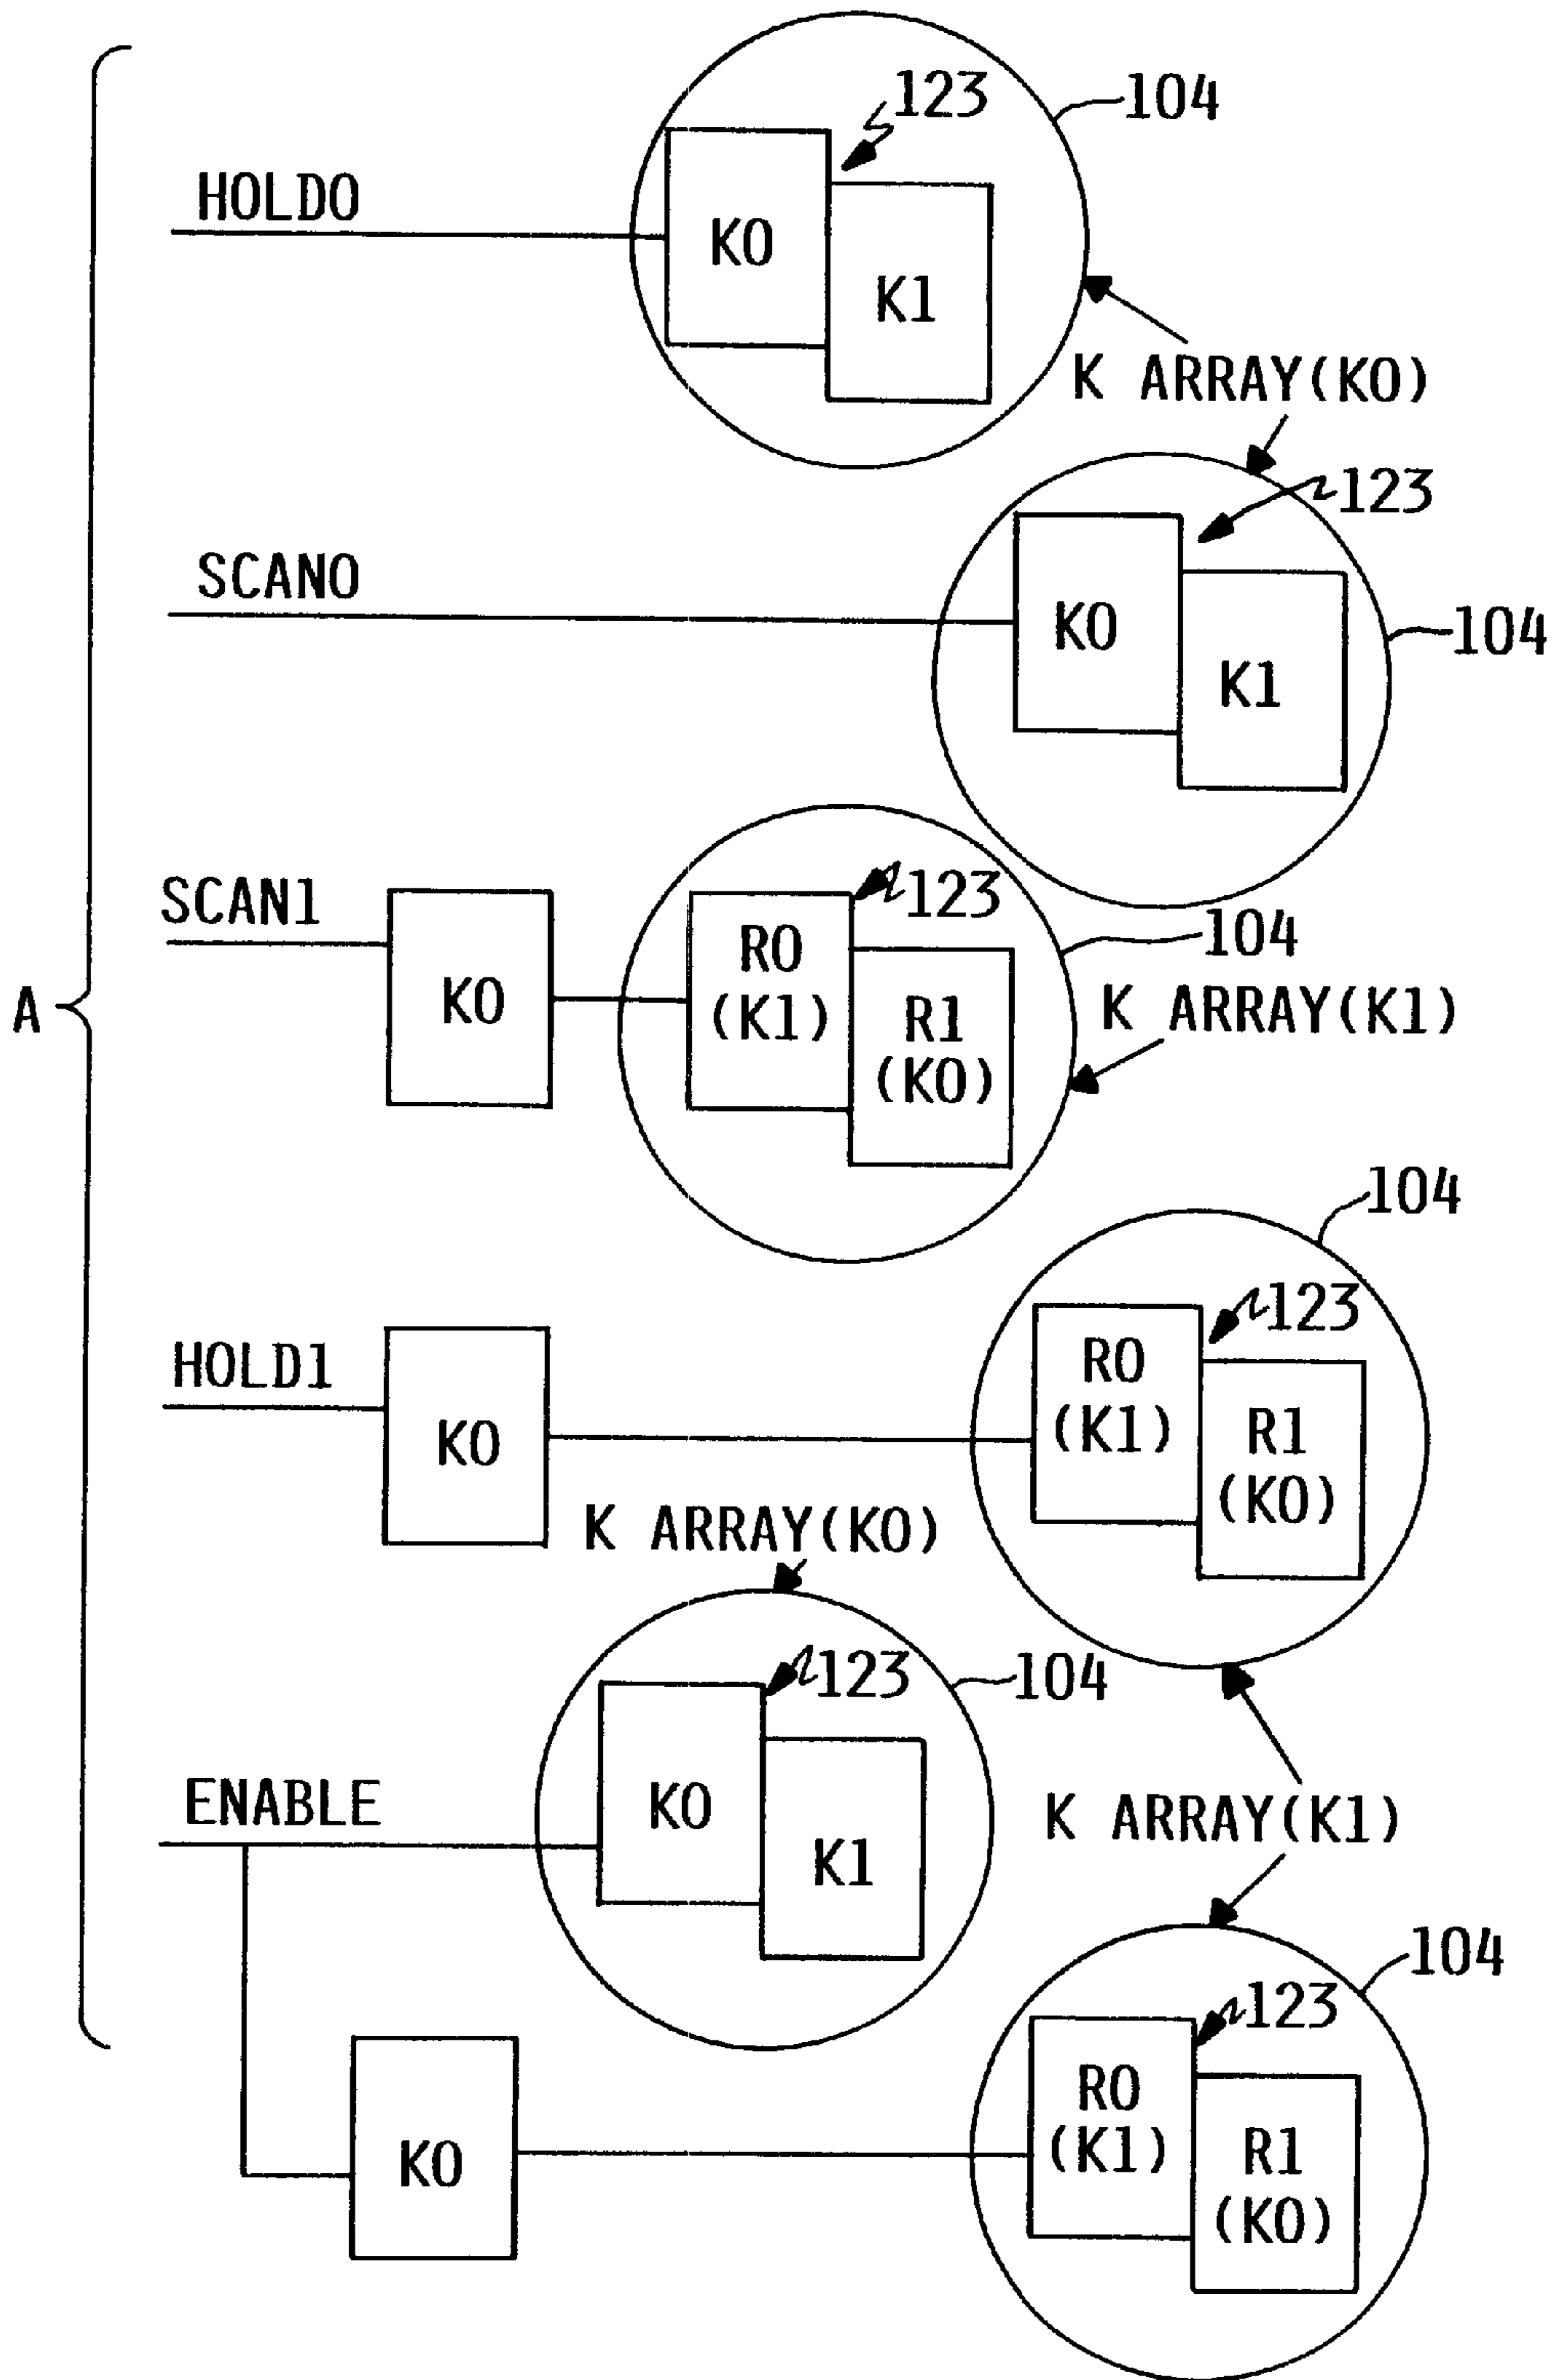 123
104
HOLD0
K0
K1
K ARRAY(K0)
123
SCAN0
K0
104
K1
SCAN1
123
104
R0
(K1)
K0
K ARRAY(K1)
R1
(K0)
A
104
123
HOLD1
R0
(K1)
K0
R1
(K0)
K ARRAY(K0)
123
104
ENABLE
K0
K ARRAY(K1)
K1
104
123
R0
(K1)
K0
R1
(K0)